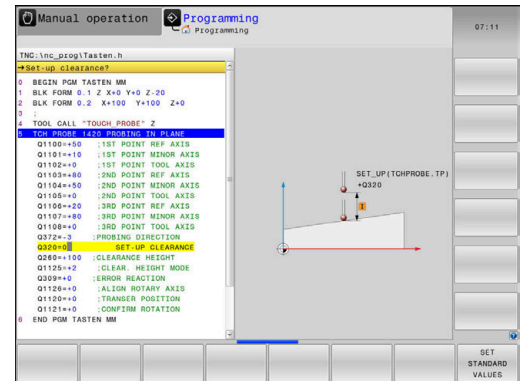 Manual operation
Programming
Programming
07:11
TNC:\nc_prog\Tasten.h
→Set-up clearance?
0 BEGIN PGM TASTEN MM
1 BLK FORM 0.1 Z X+0 Y+0 Z-20
2 BLK FORM 0.2 X+100 Y+100 Z+0
3 ;
4 TOOL CALL "TOUCH_PROBE" Z
5 TCH PROBE 1420 PROBING IN PLANE
Q1100=+50 ;1ST POINT REF AXIS
Q1101=+10 ;1ST POINT MINOR AXIS
Q1102=+0 ;1ST POINT TOOL AXIS
Q1103=+80 ;2ND POINT REF AXIS
Q1104=+50 ;2ND POINT MINOR AXIS
Q1105=+0 ;2ND POINT TOOL AXIS
Q1106=+20 ;3RD POINT REF AXIS
Q1107=+80 ;3RD POINT MINOR AXIS
Q1108=+0 ;3RD POINT TOOL AXIS
Q372=-3 ;PROBING DIRECTION
Q320=0 SET-UP CLEARANCE
Q260=+100 ;CLEARANCE HEIGHT
Q1125=+2 ;CLEAR. HEIGHT MODE
Q309=+0 ;ERROR REACTION
Q1126=+0 ;ALIGN ROTARY AXIS
Q1120=+0 ;TRANSER POSITION
Q1121=+0 ;CONFIRM ROTATION
6 END PGM TASTEN MM
SET_UP(TCHPROBE.TP)
+Q320
I
SET
STANDARD
VALUES